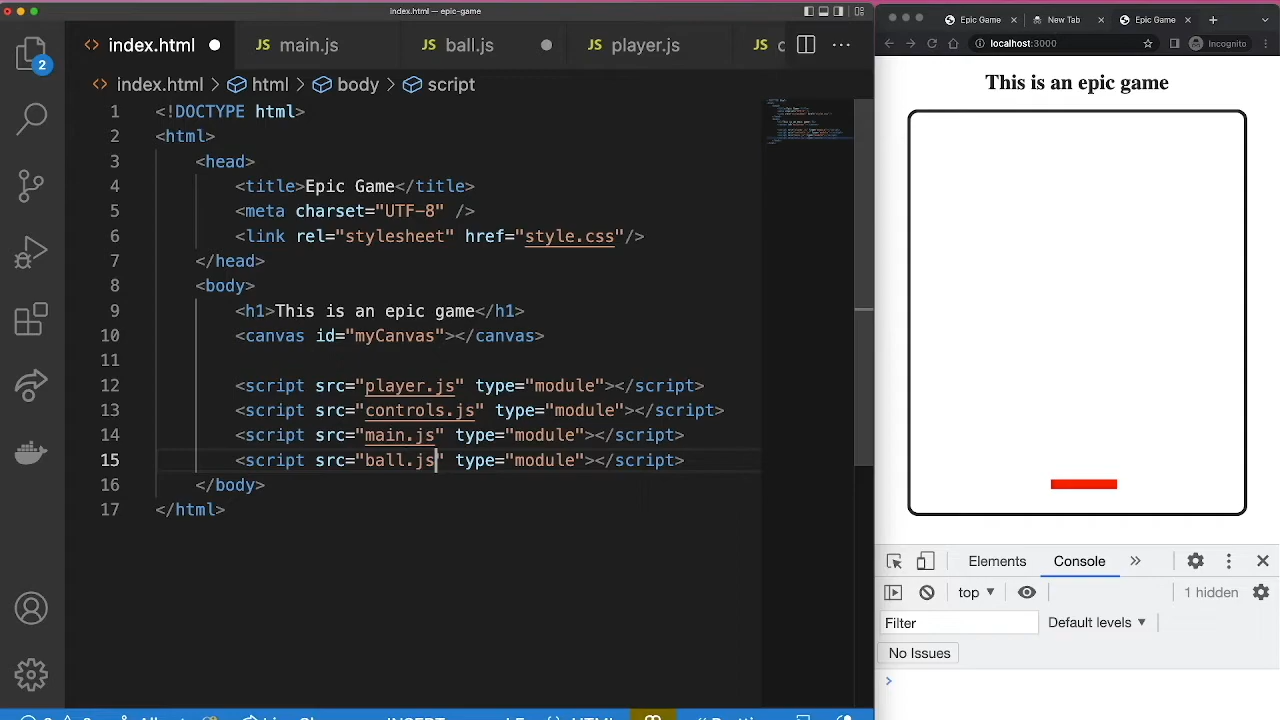 index.html — epic-game
index.html
main.js
ball.js
player.js
index.html > html > body > script
1 <!DOCTYPE html>
2 <html>
3 <head>
4 <title>Epic Game</title>
5 <meta charset="UTF-8" />
6 <link rel="stylesheet" href="style.css"/>
7 </head>
8 <body>
9 <h1>This is an epic game</h1>
10 <canvas id="myCanvas"></canvas>
11
12 <script src="player.js" type="module"></script>
13 <script src="controls.js" type="module"></script>
14 <script src="main.js" type="module"></script>
15 <script src="ball.js" type="module"></script>
16 </body>
17 </html>
2
JS
JS
JS
JS
Epic Game
New Tab
Epic Game
localhost:3000
Incognito
This is an epic game
Elements
Console
top
1 hidden
Filter
Default levels
No Issues